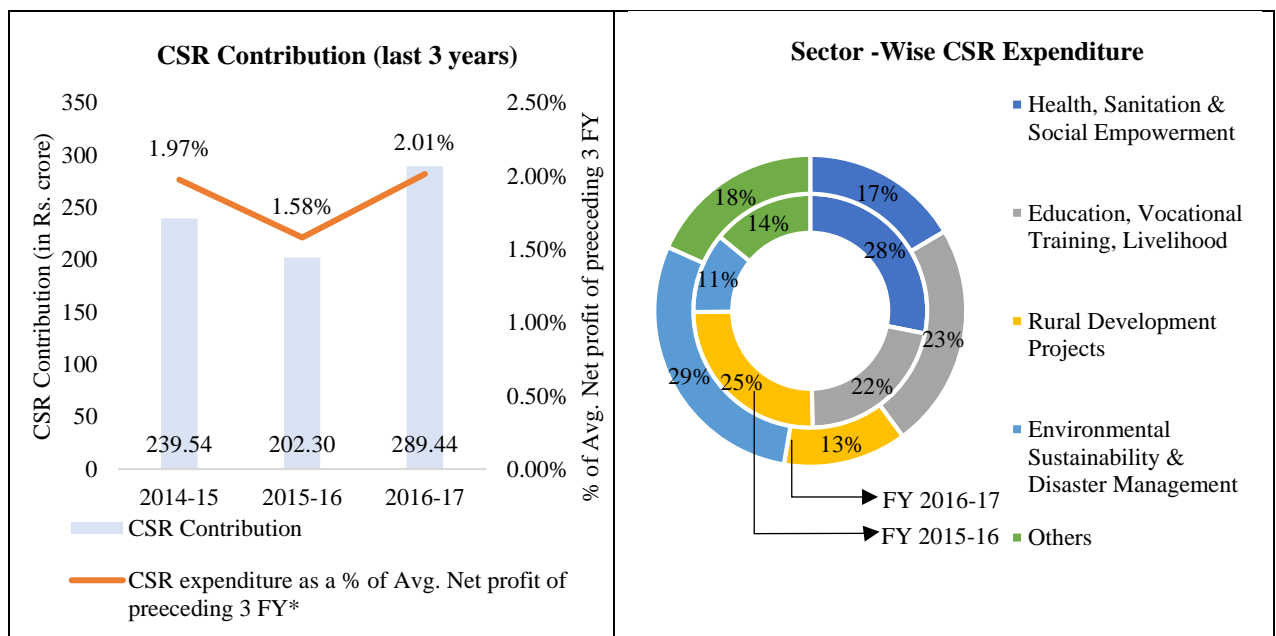 CSR Contribution (last 3 years)
CSR Contribution (in Rs. crore)
350
300
250
200
150
100
50
0
2.50%
2.00%
1.50%
1.00%
0.50%
0.00%
% of Avg. Net profit of preeceding 3 FY
1.97%
1.58%
2.01%
239.54
202.30
289.44
2014-15
2015-16
2016-17
CSR Contribution
CSR expenditure as a % of Avg. Net profit of
preeceding 3 FY*
Sector -Wise CSR Expenditure
17%
23%
13%
29%
18%
28%
22%
25%
11%
14%
FY 2016-17
FY 2015-16
Health, Sanitation &
Social Empowerment
Education, Vocational
Training, Livelihood
Rural Development
Projects
Environmental
Sustainability &
Disaster Management
Others